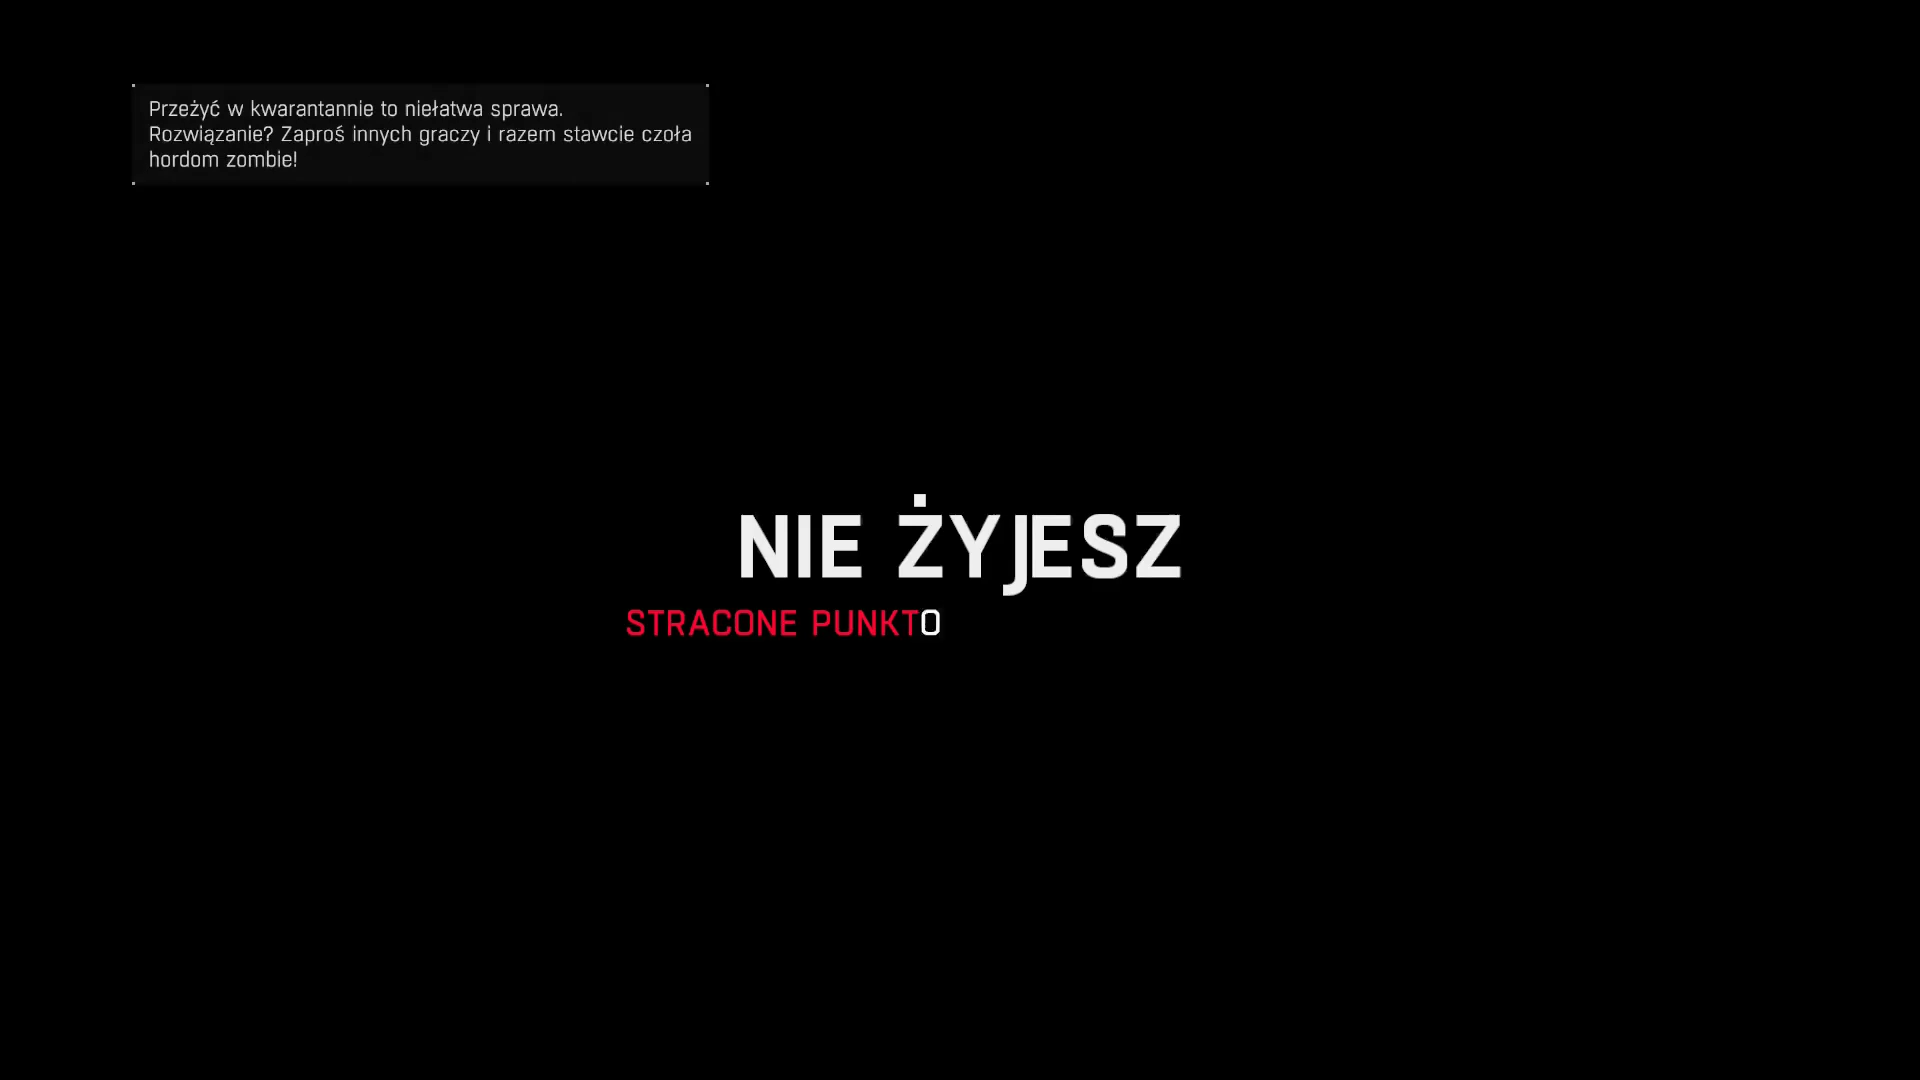 Przeżyć w kwarantannie to niełatwa sprawa.
Rozwiązanie? Zaproś innych graczy i razem stawcie czoła
hordom zombie!
NIE ŻYJESZ
STRACONE PUNKTO